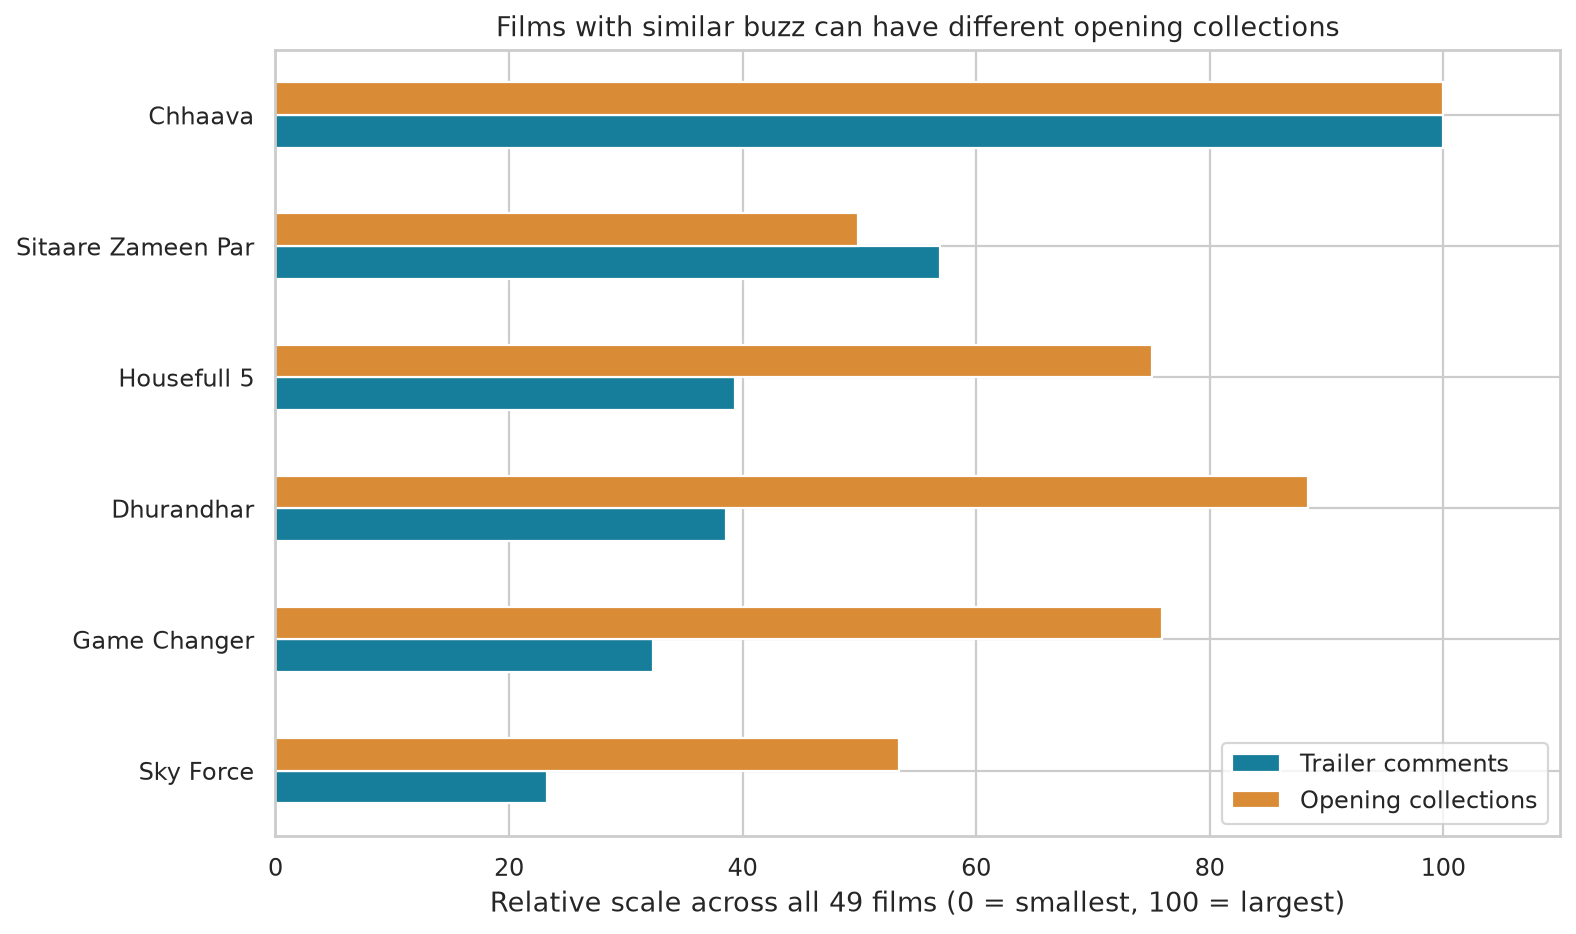 Films with similar buzz can have different opening collections
Chhaava
Sitaare Zameen Par
Housefull 5
Dhurandhar
Game Changer
Sky Force
Trailer comments
Opening collections
0 20 40 60 80 100
Relative scale across all 49 films (0 = smallest, 100 = largest)